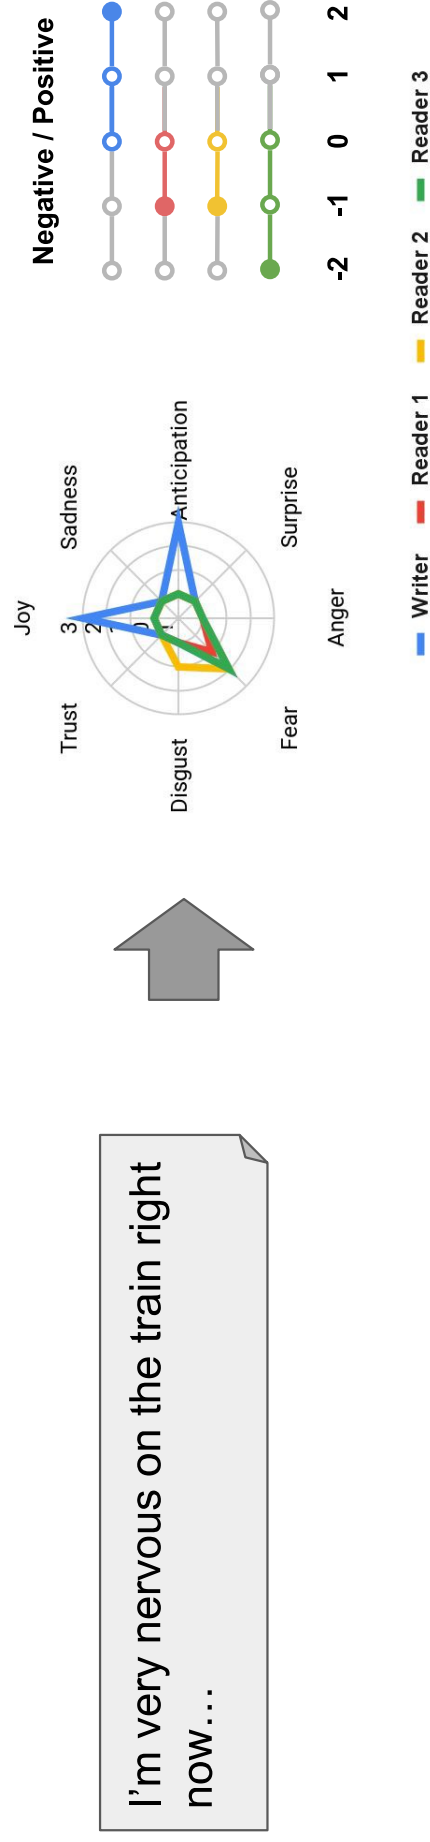 I'm very nervous on the train right
now…
Joy
Sadness
Anticipation
Surprise
Anger
Fear
Disgust
Trust
3
2
0
Negative / Positive
-2 -1 0 1 2
Writer Reader 1 Reader 2 Reader 3